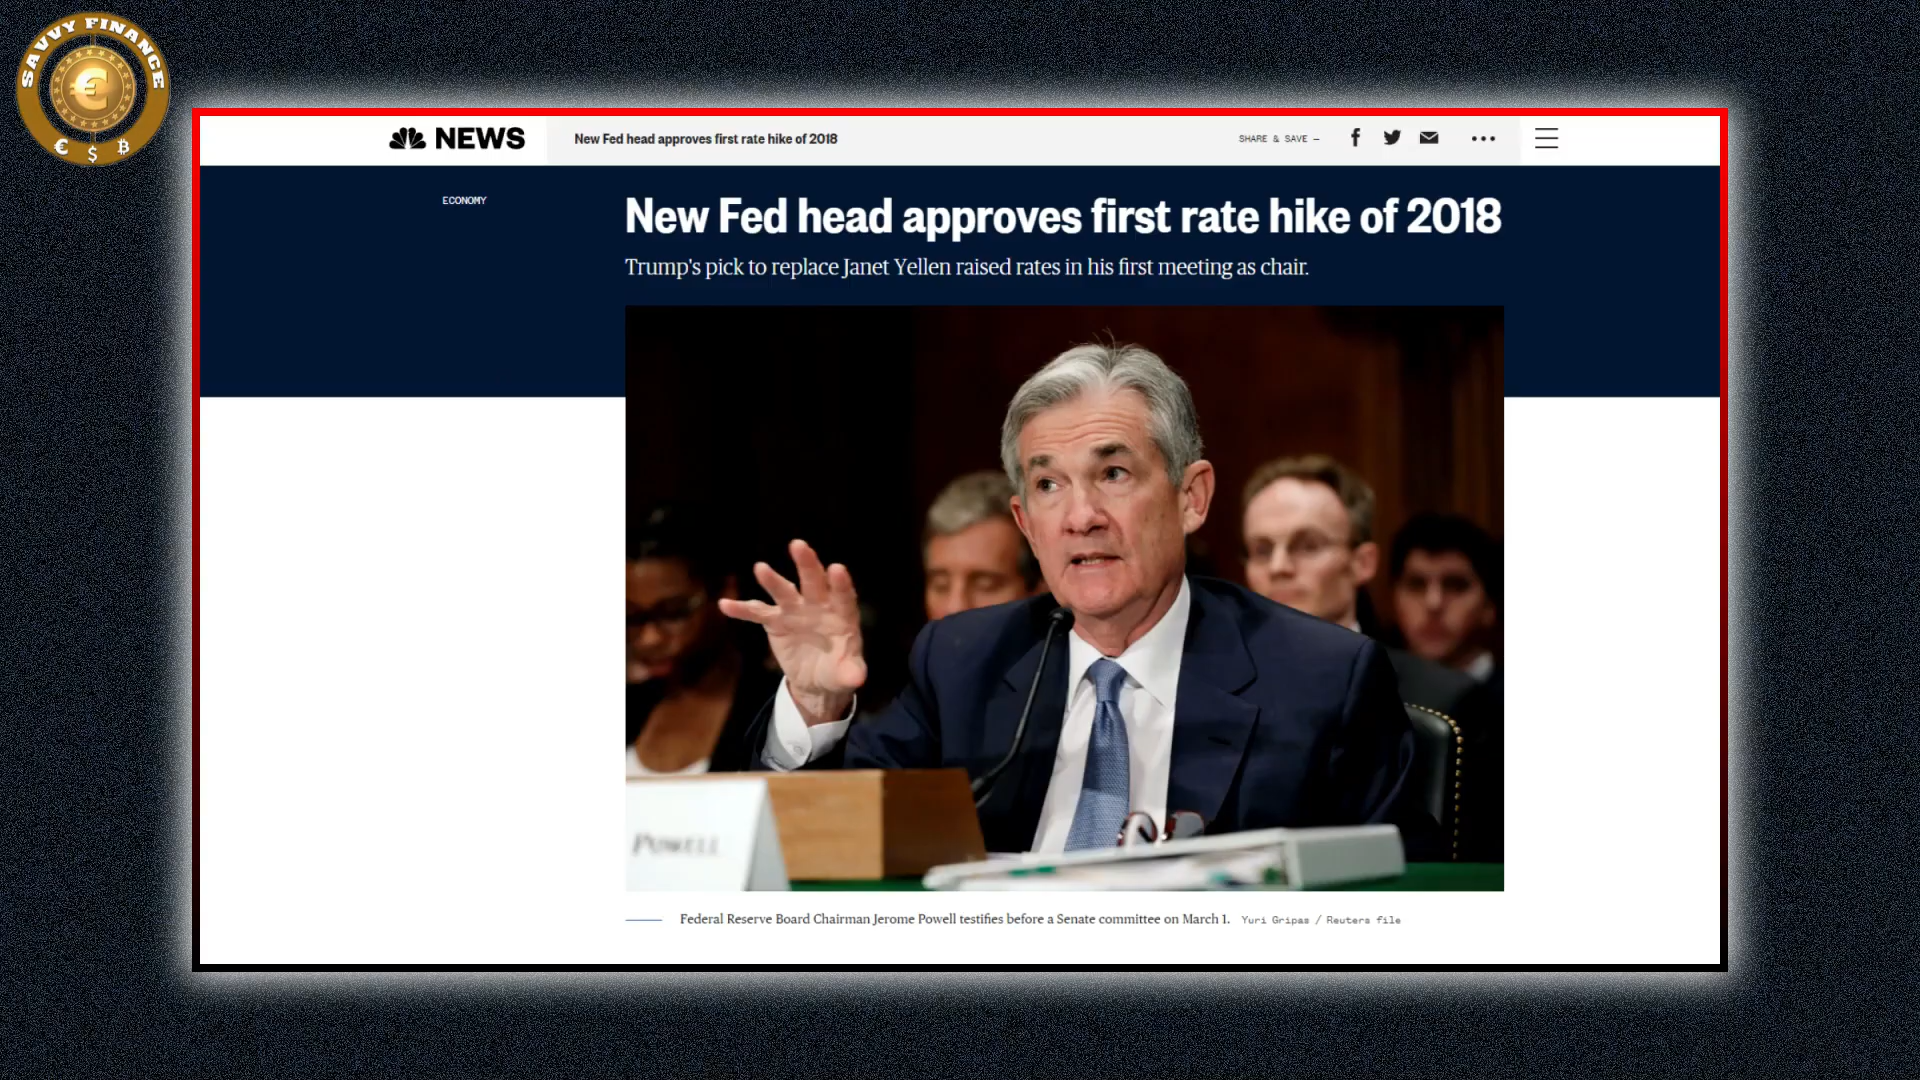 SAVVY FINANCE
€
€ $ ₿
NEWS
New Fed head approves first rate hike of 2018
SHARE & SAVE —
ECONOMY
New Fed head approves first rate hike of 2018
Trump's pick to replace Janet Yellen raised rates in his first meeting as chair.
POWELL
Federal Reserve Board Chairman Jerome Powell testifies before a Senate committee on March 1. Yuri Gripas / Reuters file